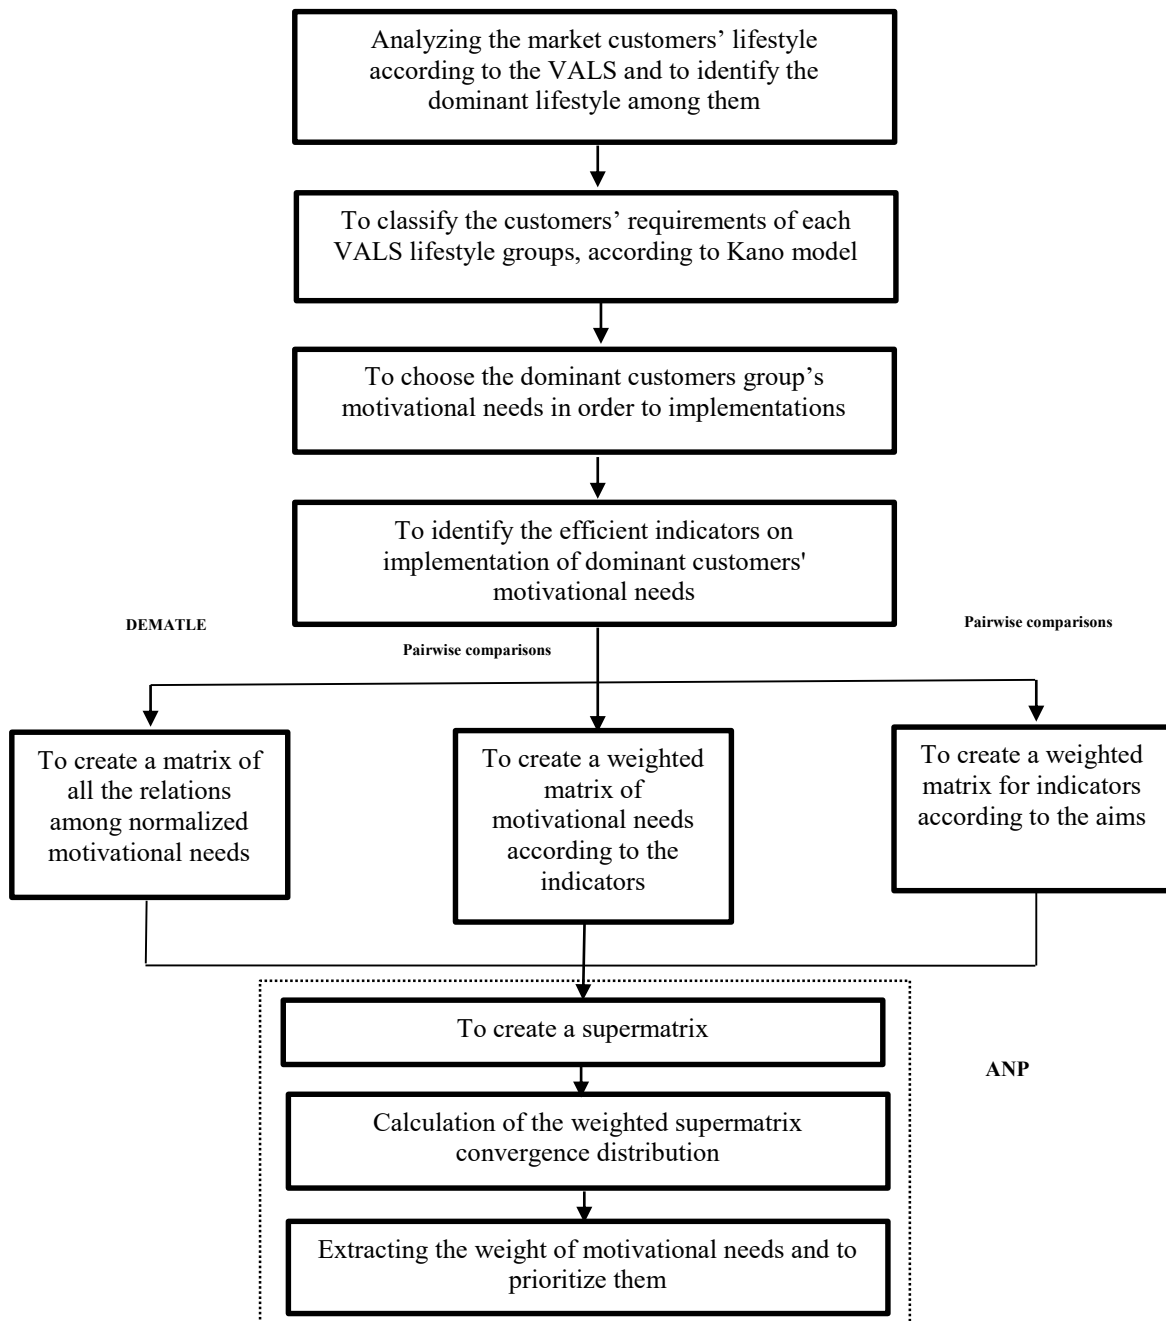 Analyzing the market customers’ lifestyle
according to the VALS and to identify the
dominant lifestyle among them
To classify the customers’ requirements of each
VALS lifestyle groups, according to Kano model
To choose the dominant customers group’s
motivational needs in order to implementations
To identify the efficient indicators on
implementation of dominant customers'
motivational needs
DEMATLE
Pairwise comparisons
Pairwise comparisons
To create a matrix of
all the relations
among normalized
motivational needs
To create a weighted
matrix of
motivational needs
according to the
indicators
To create a weighted
matrix for indicators
according to the aims
To create a supermatrix
ANP
Calculation of the weighted supermatrix
convergence distribution
Extracting the weight of motivational needs and to
prioritize them